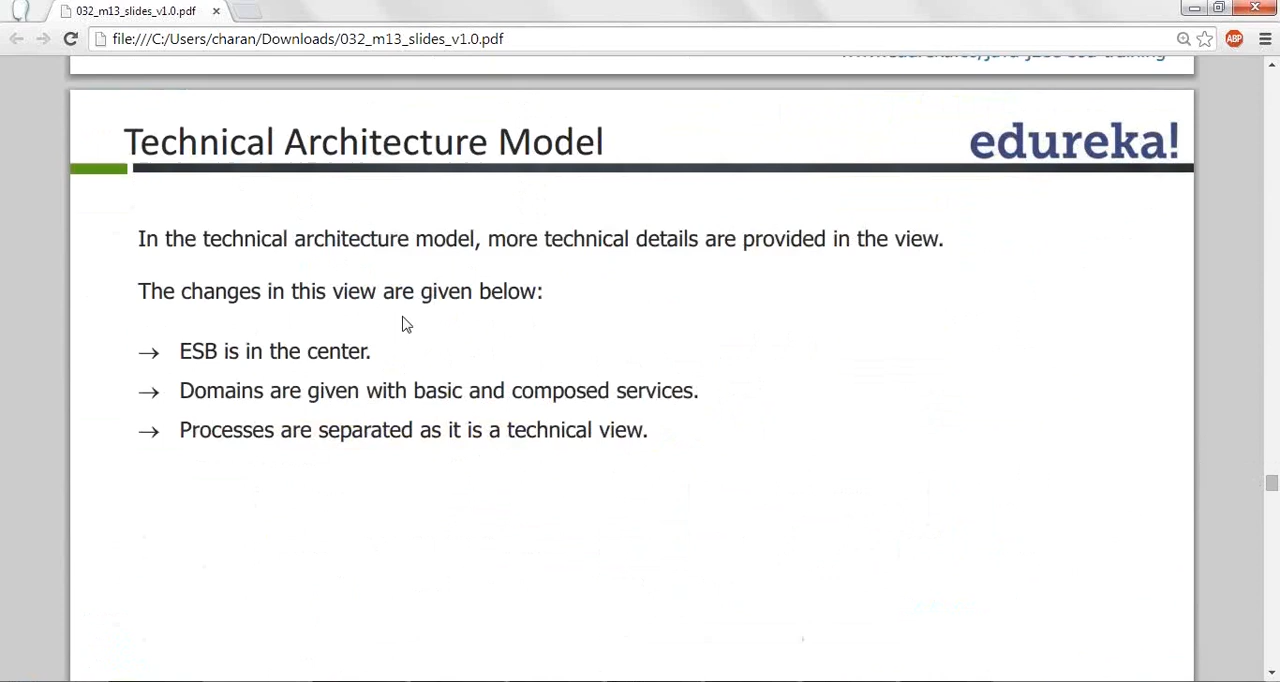 032_m13_slides_v1.0.pdf
file:///C:/Users/charan/Downloads/032_m13_slides_v1.0.pdf
ABP
Technical Architecture Model
edureka!
In the technical architecture model, more technical details are provided in the view.
The changes in this view are given below:
→ ESB is in the center.
→ Domains are given with basic and composed services.
→ Processes are separated as it is a technical view.